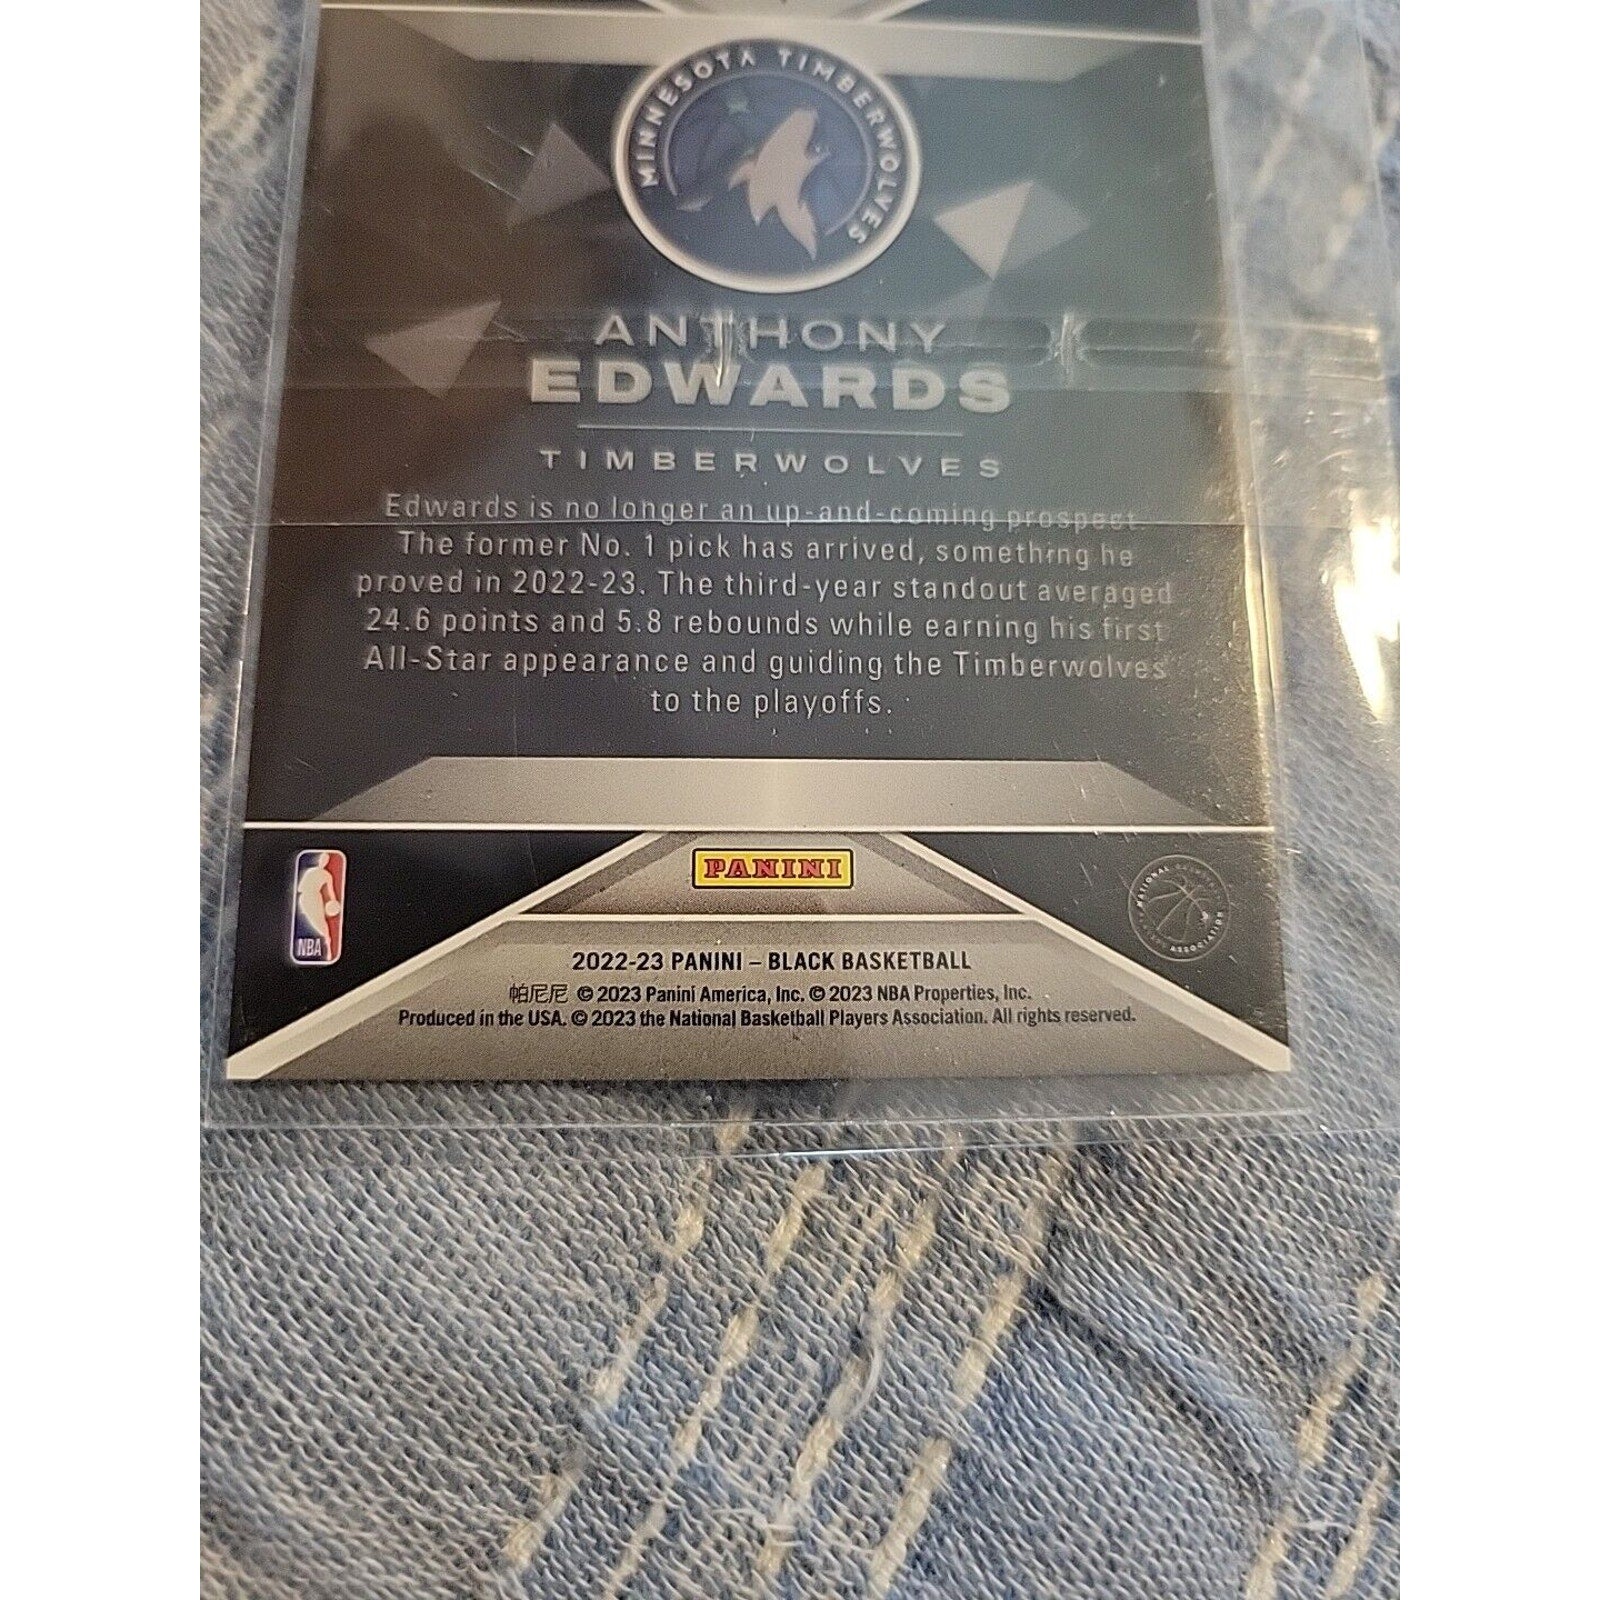 MINNESOTA TIMBERWOLVES
ANTHONY
EDWARDS
TIMBERWOLVES
Edwards is no longer an up-and-coming prospect.
The former No. 1 pick has arrived, something he
proved in 2022-23. The third-year standout averaged
24.6 points and 5.8 rebounds while earning his first
All-Star appearance and guiding the Timberwolves
to the playoffs.
PANINI
NBA
NATIONAL BASKETBALL PLAYERS ASSOCIATION
2022-23 PANINI – BLACK BASKETBALL
帕尼尼 © 2023 Panini America, Inc. © 2023 NBA Properties, Inc.
Produced in the USA. © 2023 the National Basketball Players Association. All rights reserved.